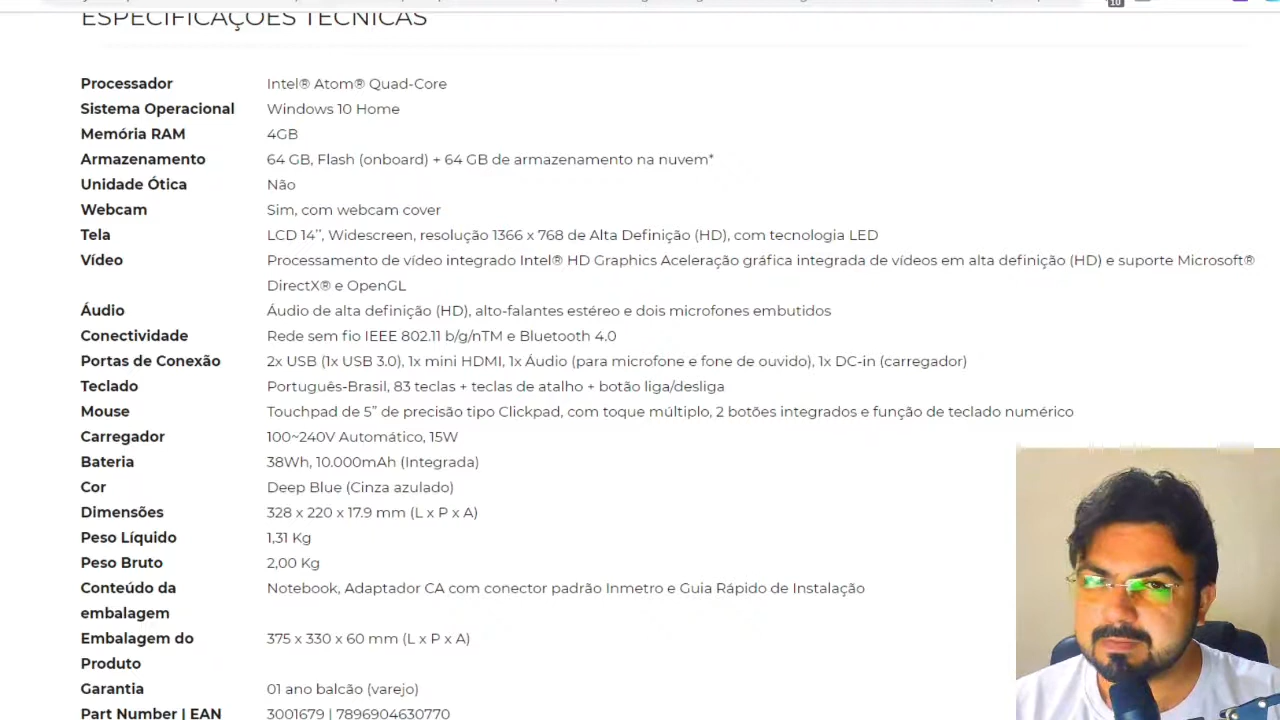 ESPECIFICAÇÕES TÉCNICAS
Processador Intel® Atom® Quad-Core
Sistema Operacional Windows 10 Home
Memória RAM 4GB
Armazenamento 64 GB, Flash (onboard) + 64 GB de armazenamento na nuvem*
Unidade Ótica Não
Webcam Sim, com webcam cover
Tela LCD 14’’, Widescreen, resolução 1366 x 768 de Alta Definição (HD), com tecnologia LED
Vídeo Processamento de vídeo integrado Intel® HD Graphics Aceleração gráfica integrada de vídeos em alta definição (HD) e suporte Microsoft®
DirectX® e OpenGL
Áudio Áudio de alta definição (HD), alto-falantes estéreo e dois microfones embutidos
Conectividade Rede sem fio IEEE 802.11 b/g/nTM e Bluetooth 4.0
Portas de Conexão 2x USB (1x USB 3.0), 1x mini HDMI, 1x Áudio (para microfone e fone de ouvido), 1x DC-in (carregador)
Teclado Português-Brasil, 83 teclas + teclas de atalho + botão liga/desliga
Mouse Touchpad de 5” de precisão tipo Clickpad, com toque múltiplo, 2 botões integrados e função de teclado numérico
Carregador 100~240V Automático, 15W
Bateria 38Wh, 10.000mAh (Integrada)
Cor Deep Blue (Cinza azulado)
Dimensões 328 x 220 x 17.9 mm (L x P x A)
Peso Líquido 1,31 Kg
Peso Bruto 2,00 Kg
Conteúdo da Notebook, Adaptador CA com conector padrão Inmetro e Guia Rápido de Instalação
embalagem
Embalagem do 375 x 330 x 60 mm (L x P x A)
Produto
Garantia 01 ano balcão (varejo)
Part Number | EAN 3001679 | 7896904630770
10